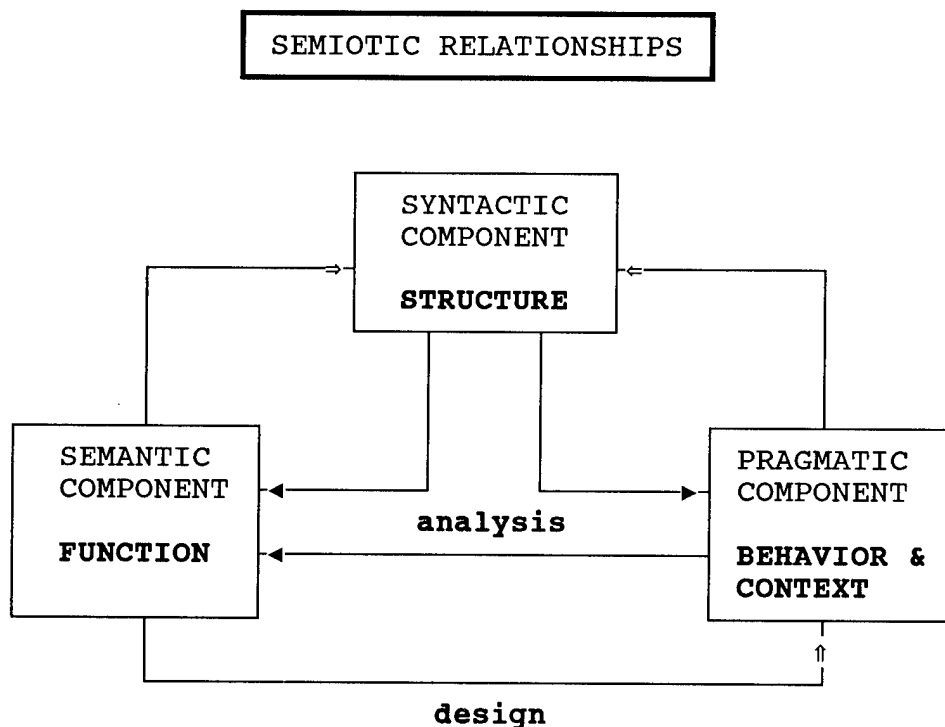 SEMIOTIC RELATIONSHIPS
SYNTACTIC
COMPONENT
STRUCTURE
SEMANTIC
COMPONENT
FUNCTION
PRAGMATIC
COMPONENT
BEHAVIOR &
CONTEXT
analysis
design